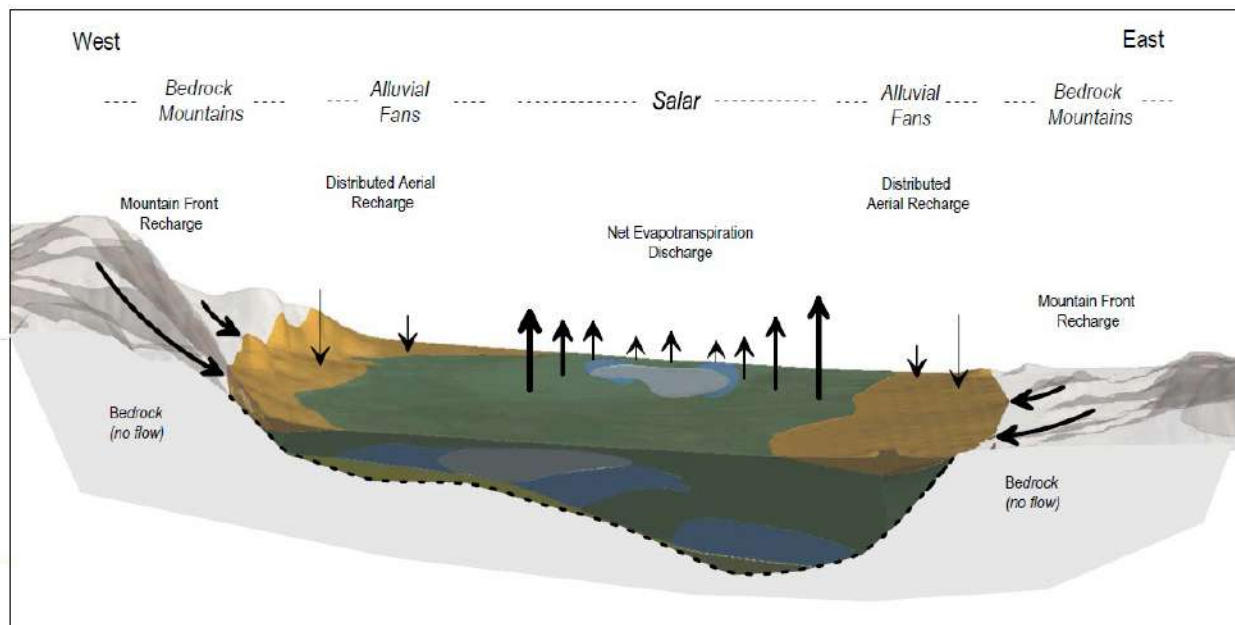 West
East
Bedrock
Mountains
Alluvial
Fans
Salar
Alluvial
Fans
Bedrock
Mountains
Distributed Aerial
Recharge
Distributed
Aerial Recharge
Mountain Front
Recharge
Net Evapotranspiration
Discharge
Mountain Front
Recharge
Bedrock
(no flow)
Bedrock
(no flow)